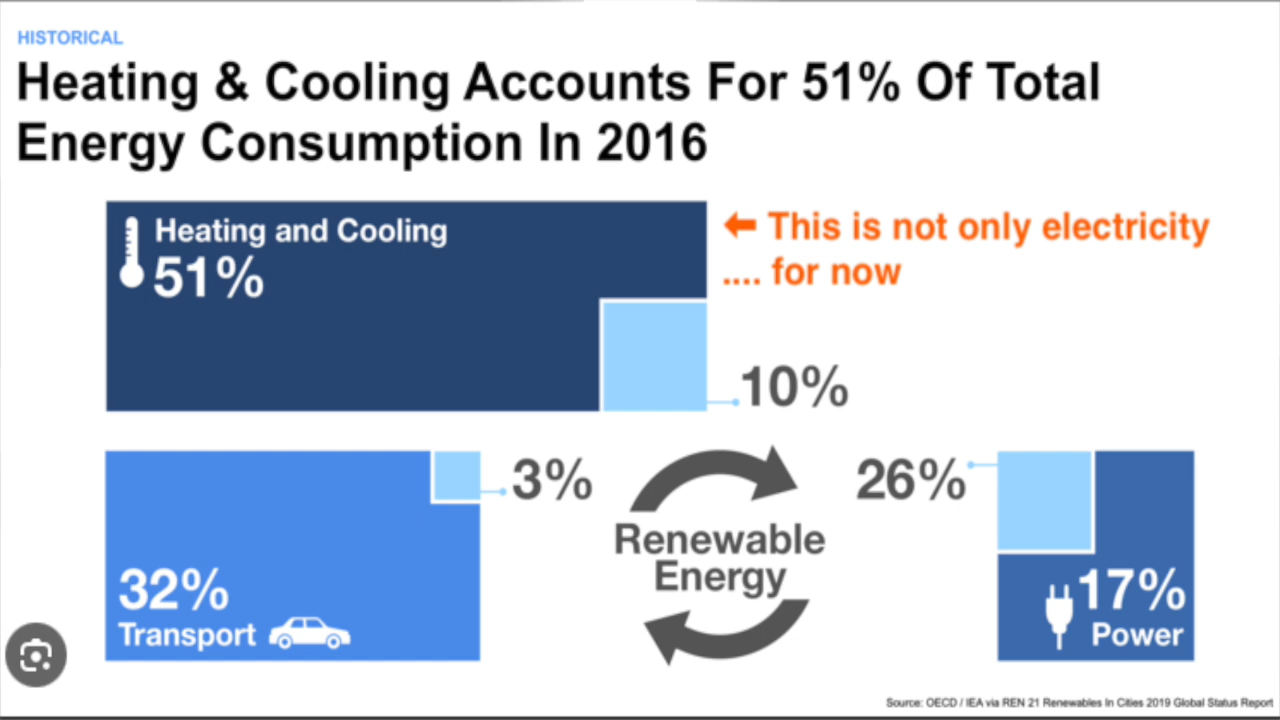 HISTORICAL
Heating & Cooling Accounts For 51% Of Total
Energy Consumption In 2016
Heating and Cooling
51%
This is not only electricity
.... for now
10%
3%
26%
Renewable
Energy
32%
Transport
17%
Power
Source: OECD / IEA via REN 21 Renewables In Cities 2019 Global Status Report